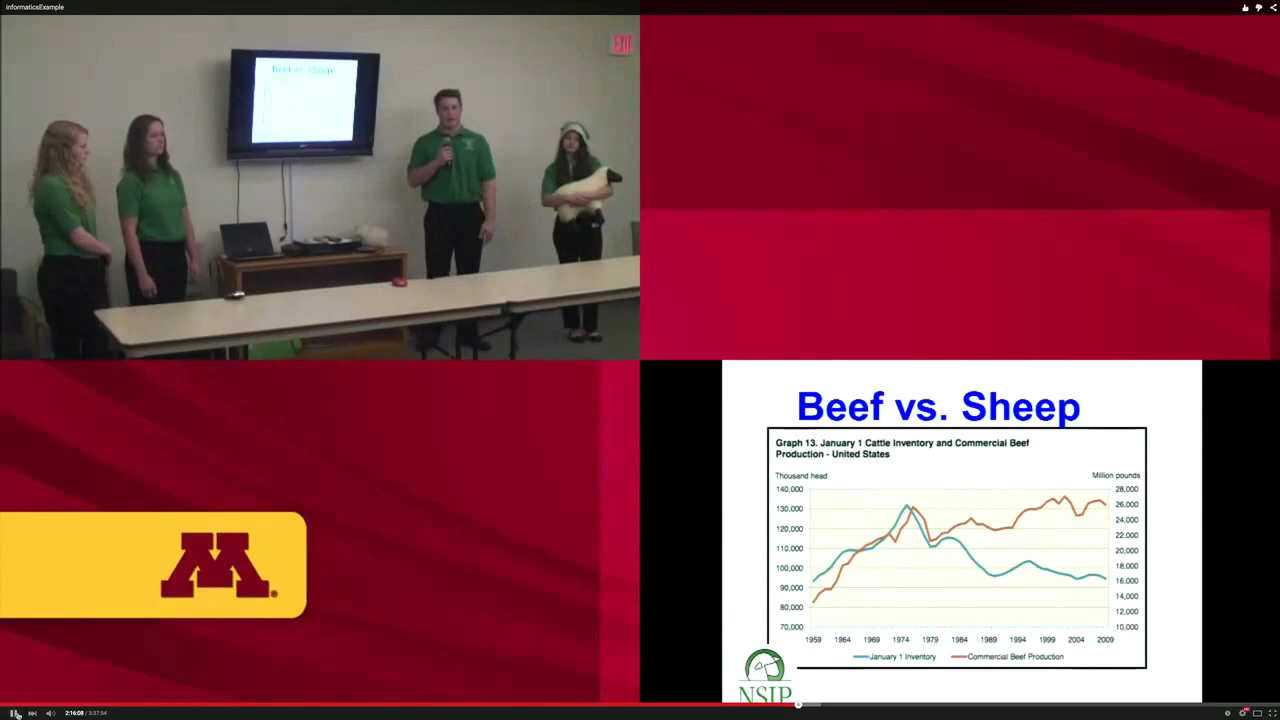 InformaticsExample
EXIT
Beef vs. Sheep
M
Beef vs. Sheep
Graph 13. January 1 Cattle Inventory and Commercial Beef
Production - United States
Thousand head Million pounds
140,000 28,000
130,000 26,000
120,000 24,000
110,000 22,000
100,000 20,000
90,000 18,000
80,000 16,000
70,000 14,000
12,000
10,000
1959 1964 1969 1974 1979 1984 1989 1994 1999 2004 2009
January 1 Inventory Commercial Beef Production
NSIP
2:16:08 / 3:37:54